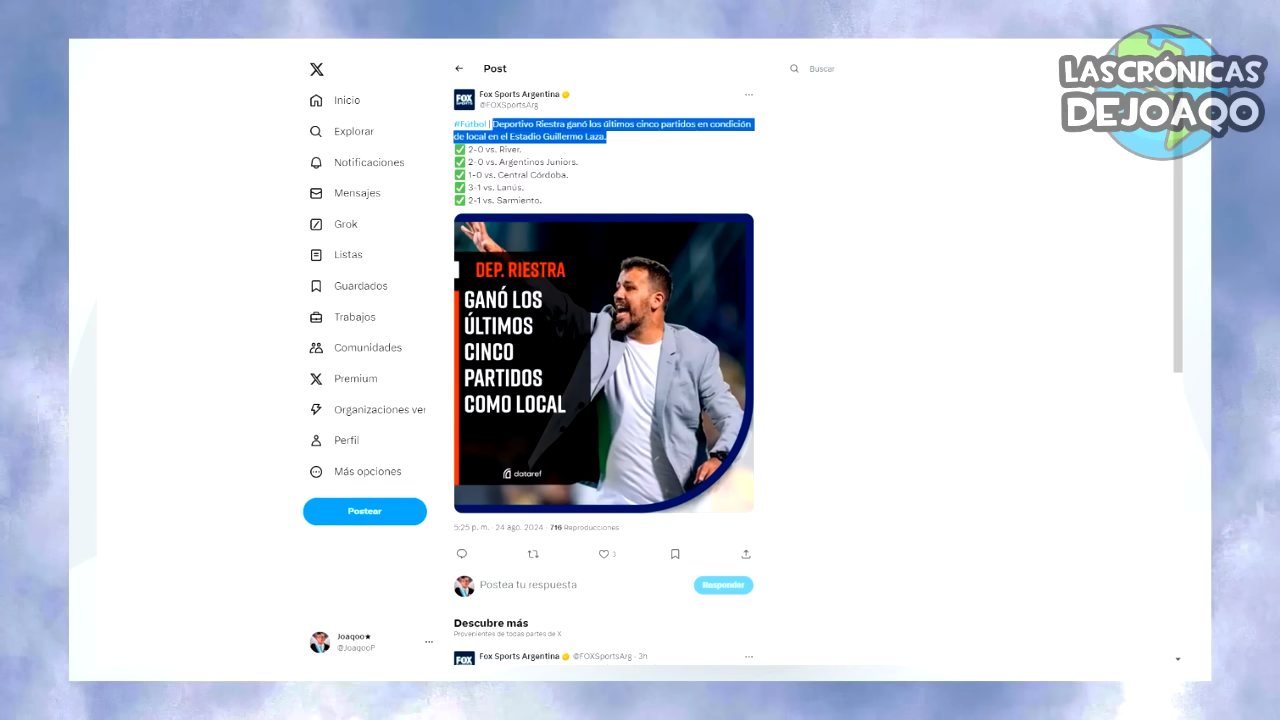 LAS CRÓNICAS
DE JOAQO
Post
Buscar
Inicio
Explorar
Notificaciones
Mensajes
Grok
Listas
Guardados
Trabajos
Comunidades
Premium
Organizaciones ver
Perfil
Más opciones
Postear
Joaqoo★
@JoaqooP
FOX SPORTS
Fox Sports Argentina
@FOXSportsArg
#Fútbol | Deportivo Riestra ganó los últimos cinco partidos en condición
de local en el Estadio Guillermo Laza.
✅ 2-0 vs. River.
✅ 2-0 vs. Argentinos Juniors.
✅ 1-0 vs. Central Córdoba.
✅ 3-1 vs. Lanús.
✅ 2-1 vs. Sarmiento.
DEP. RIESTRA
GANÓ LOS
ÚLTIMOS
CINCO
PARTIDOS
COMO LOCAL
dataref
5:25 p. m. · 24 ago. 2024 · 716 Reproducciones
3
Postea tu respuesta
Responder
Descubre más
Provenientes de todas partes de X
FOX
Fox Sports Argentina @FOXSportsArg · 3h